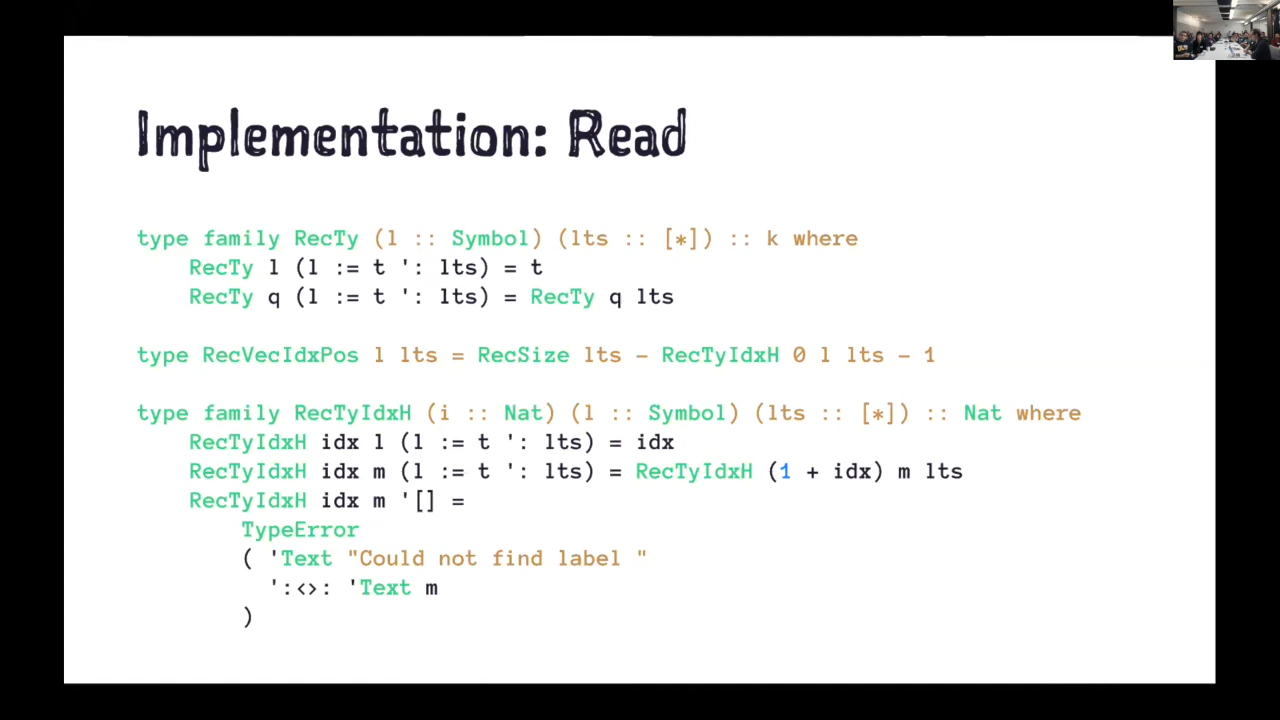 Implementation: Read
type family RecTy (l :: Symbol) (lts :: [*]) :: k where
RecTy l (l := t ': lts) = t
RecTy q (l := t ': lts) = RecTy q lts
type RecVecIdxPos l lts = RecSize lts - RecTyIdxH 0 l lts - 1
type family RecTyIdxH (i :: Nat) (l :: Symbol) (lts :: [*]) :: Nat where
RecTyIdxH idx l (l := t ': lts) = idx
RecTyIdxH idx m (l := t ': lts) = RecTyIdxH (1 + idx) m lts
RecTyIdxH idx m '[] =
TypeError
( 'Text "Could not find label "
':<>: 'Text m
)